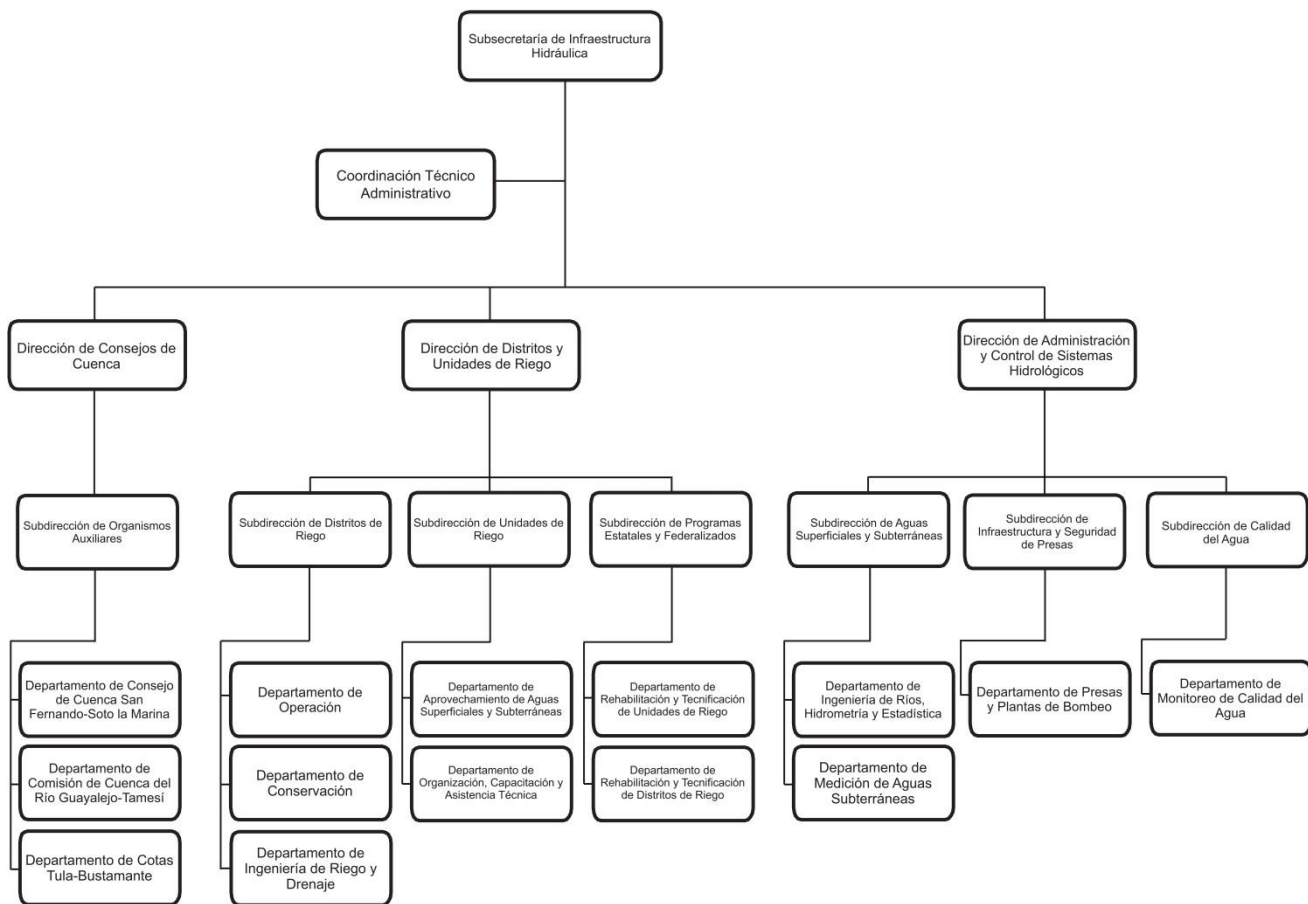 Subsecretaría de Infraestructura
Hidráulica
Coordinación Técnico
Administrativo
Dirección de Consejos de
Cuenca
Dirección de Distritos y
Unidades de Riego
Dirección de Administración
y Control de Sistemas
Hidrológicos
Subdirección de Organismos
Auxiliares
Subdirección de Distritos de
Riego
Subdirección de Unidades de
Riego
Subdirección de Programas
Estatales y Federalizados
Subdirección de Aguas
Superficiales y Subterráneas
Subdirección de
Infraestructura y Seguridad
de Presas
Subdirección de Calidad
del Agua
Departamento de Consejo
de Cuenca San
Fernando-Soto la Marina
Departamento de
Operación
Departamento de
Aprovechamiento de Aguas
Superficiales y Subterráneas
Departamento de
Rehabilitación y Tecnificación
de Unidades de Riego
Departamento de
Ingeniería de Ríos,
Hidrometría y Estadística
Departamento de Presas
y Plantas de Bombeo
Departamento de
Monitoreo de Calidad del
Agua
Departamento de
Comisión de Cuenca del
Río Guayalejo-Tamesí
Departamento de
Conservación
Departamento de
Organización, Capacitación y
Asistencia Técnica
Departamento de
Rehabilitación y Tecnificación
de Distritos de Riego
Departamento de
Medición de Aguas
Subterráneas
Departamento de Cotas
Tula-Bustamante
Departamento de
Ingeniería de Riego y
Drenaje